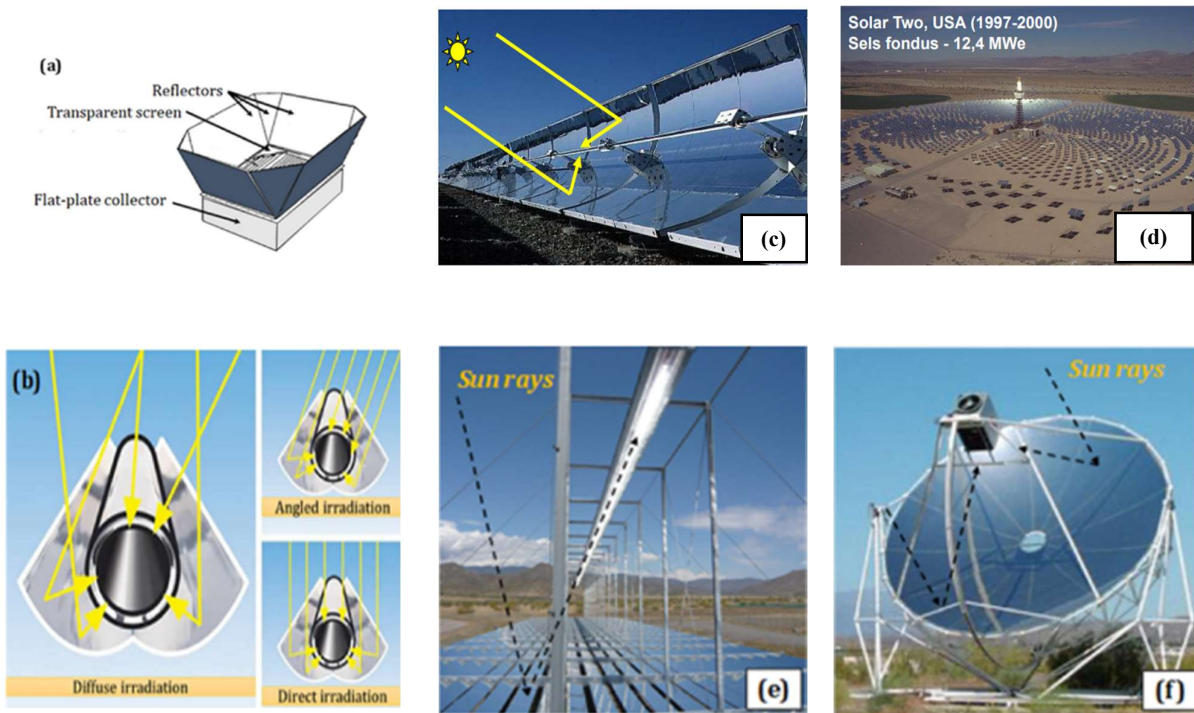 (a)
Reflectors
Transparent screen
Flat-plate collector
(c)
Solar Two, USA (1997-2000)
Sels fondus - 12,4 MWe
(d)
(b)
Diffuse irradiation
Angled irradiation
Direct irradiation
Sun rays
(e)
Sun rays
(f)